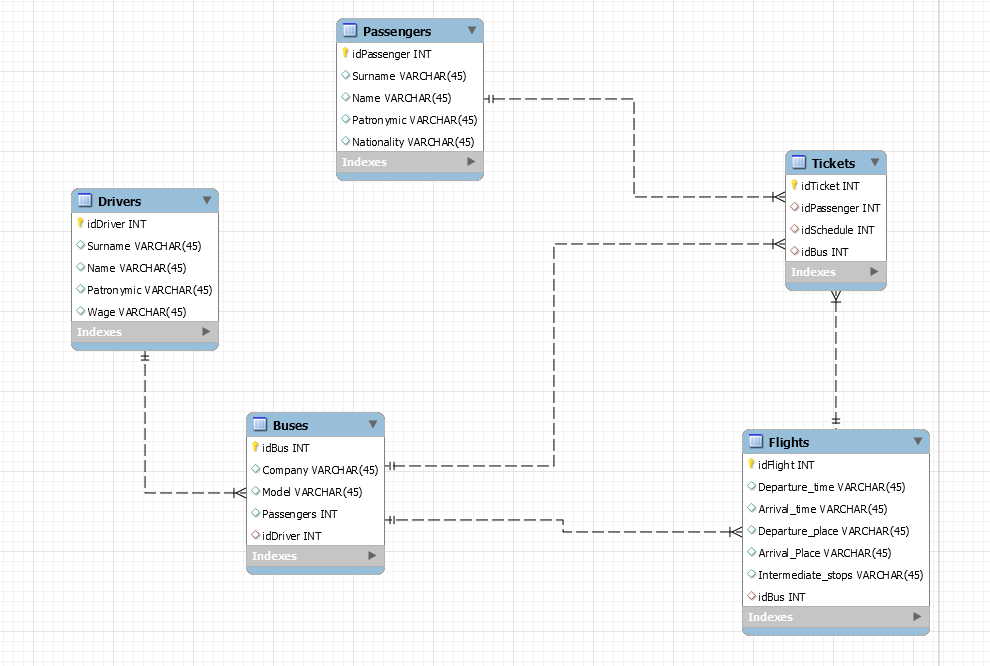 Passengers
idPassenger INT
Surname VARCHAR(45)
Name VARCHAR(45)
Patronymic VARCHAR(45)
Nationality VARCHAR(45)
Indexes
Tickets
idTicket INT
idPassenger INT
idSchedule INT
idBus INT
Indexes
Drivers
idDriver INT
Surname VARCHAR(45)
Name VARCHAR(45)
Patronymic VARCHAR(45)
Wage VARCHAR(45)
Indexes
Buses
idBus INT
Company VARCHAR(45)
Model VARCHAR(45)
Passengers INT
idDriver INT
Indexes
Flights
idFlight INT
Departure_time VARCHAR(45)
Arrival_time VARCHAR(45)
Departure_place VARCHAR(45)
Arrival_Place VARCHAR(45)
Intermediate_stops VARCHAR(45)
idBus INT
Indexes